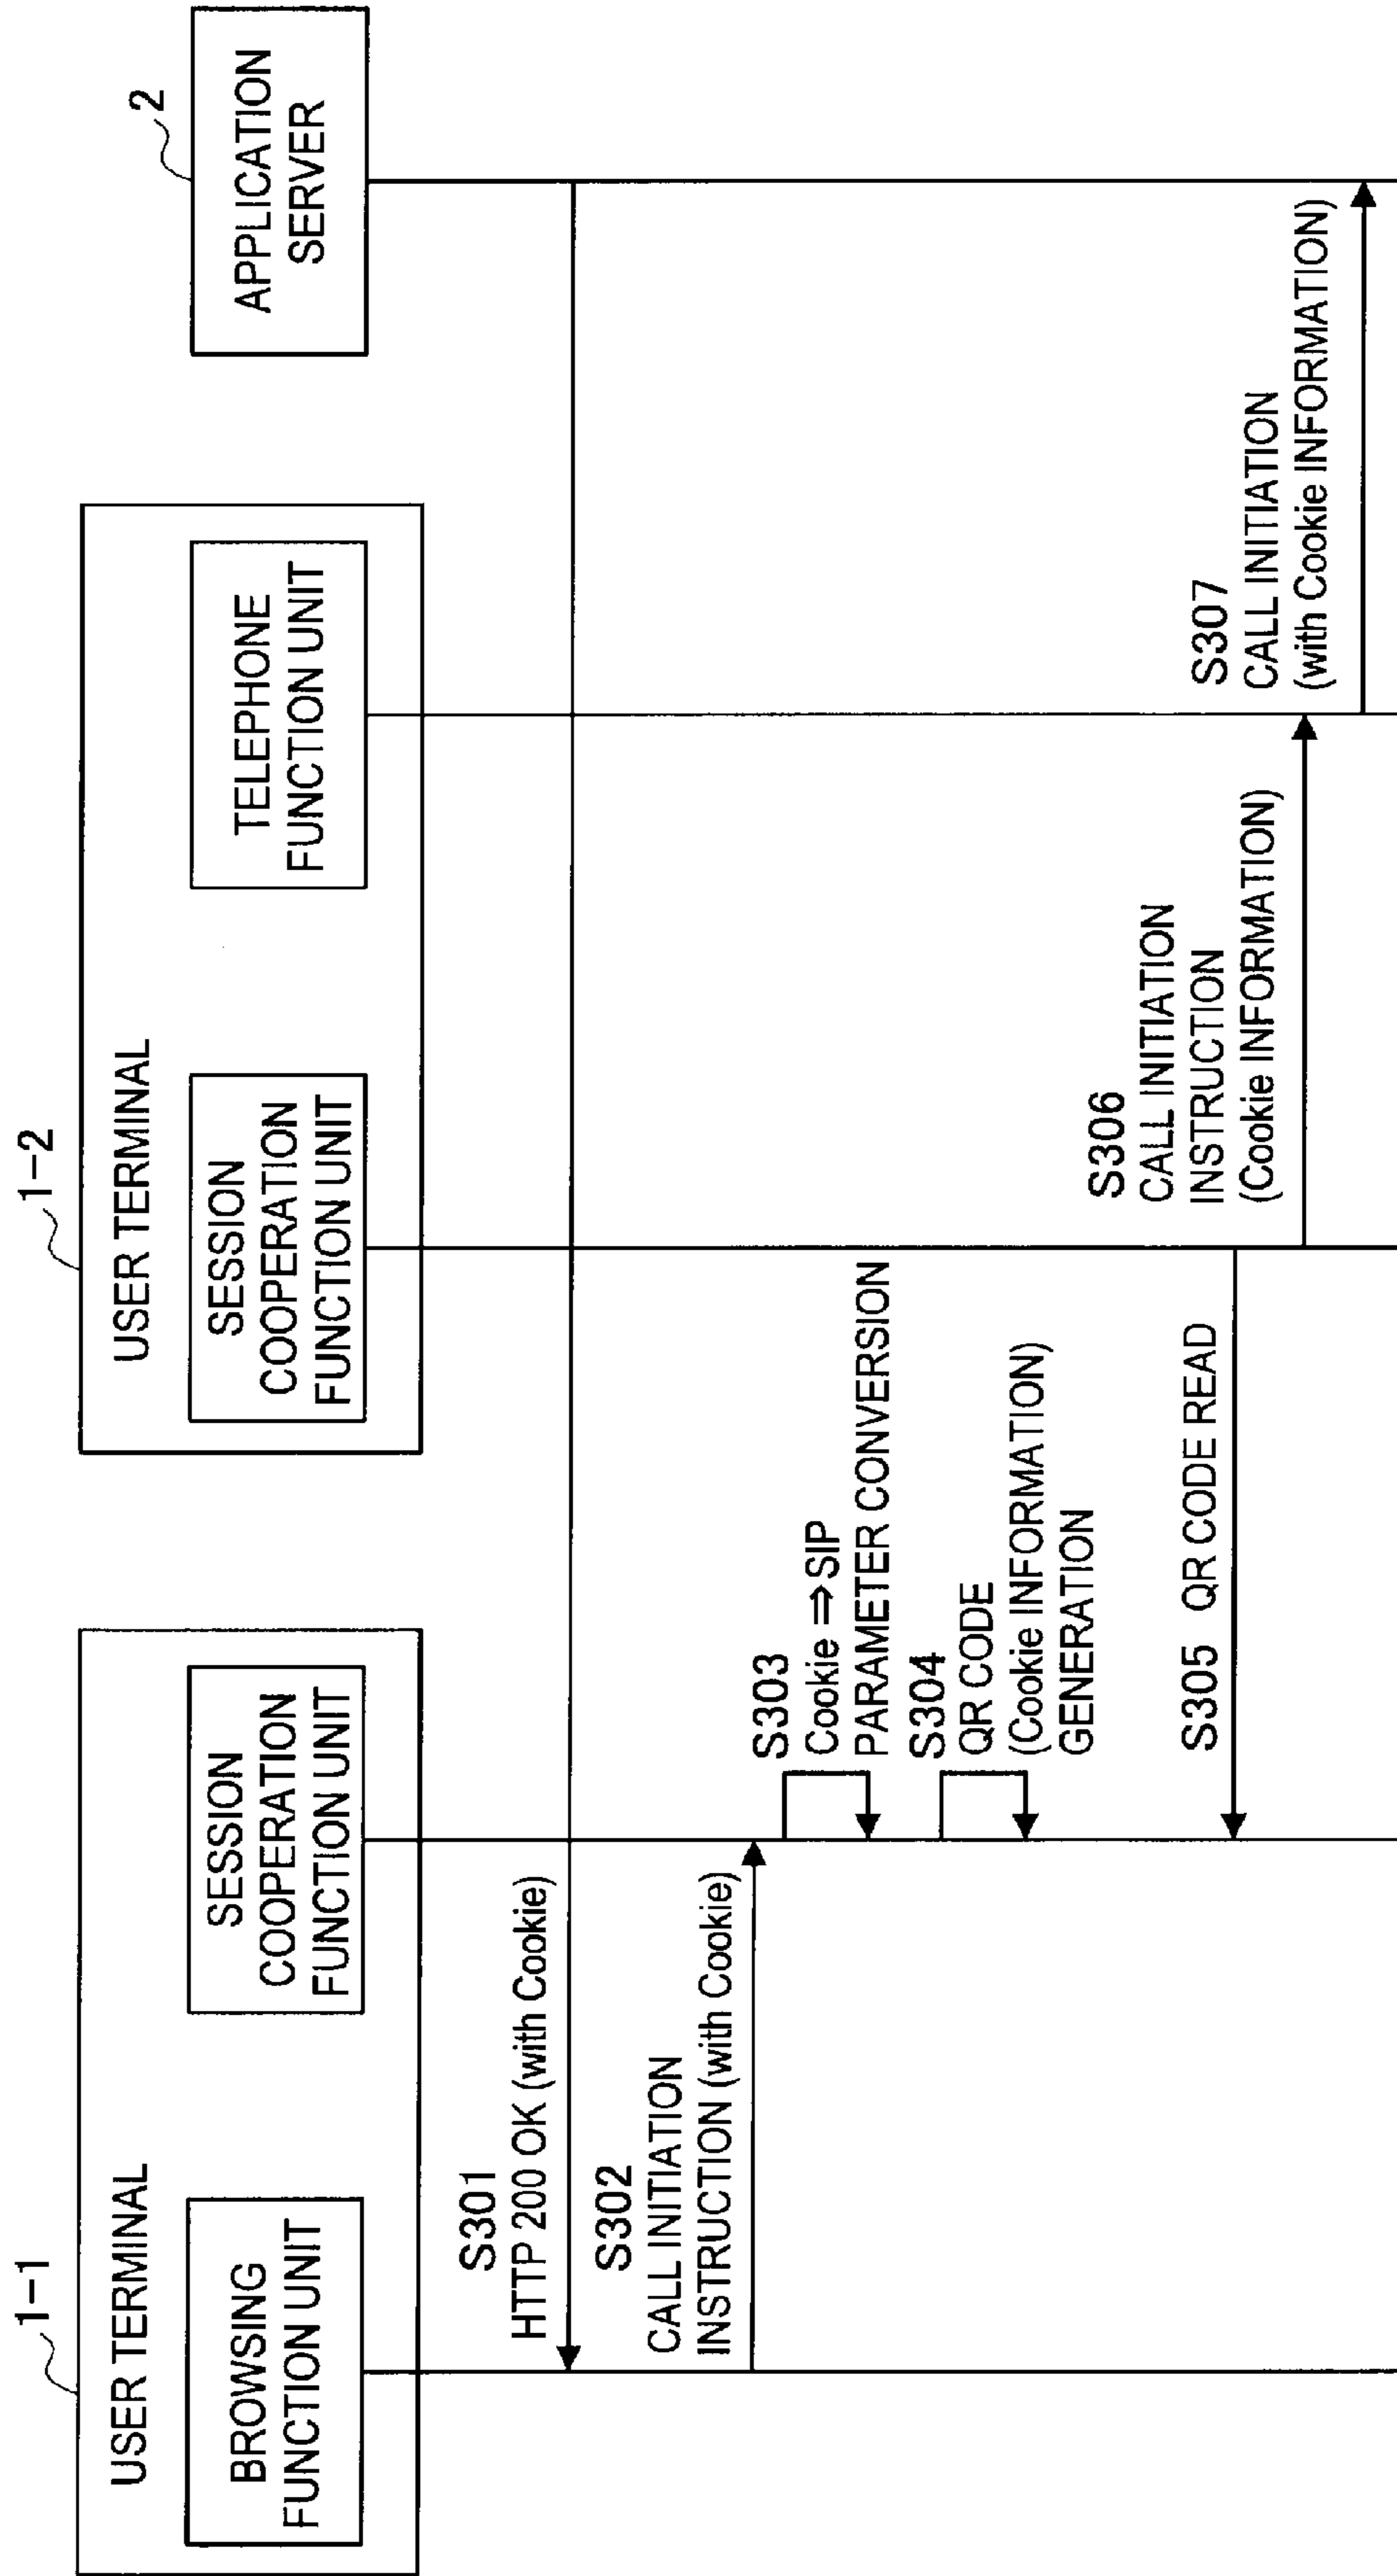 1-1
USER TERMINAL
BROWSING
FUNCTION UNIT
SESSION
COOPERATION
FUNCTION UNIT
1-2
USER TERMINAL
SESSION
COOPERATION
FUNCTION UNIT
TELEPHONE
FUNCTION UNIT
2
APPLICATION
SERVER
S301
HTTP 200 OK (with Cookie)
S302
CALL INITIATION
INSTRUCTION (with Cookie)
S303
Cookie ⇒ SIP
PARAMETER CONVERSION
S304
QR CODE
(Cookie INFORMATION)
GENERATION
S305 QR CODE READ
S306
CALL INITIATION
INSTRUCTION
(Cookie INFORMATION)
S307
CALL INITIATION
(with Cookie INFORMATION)